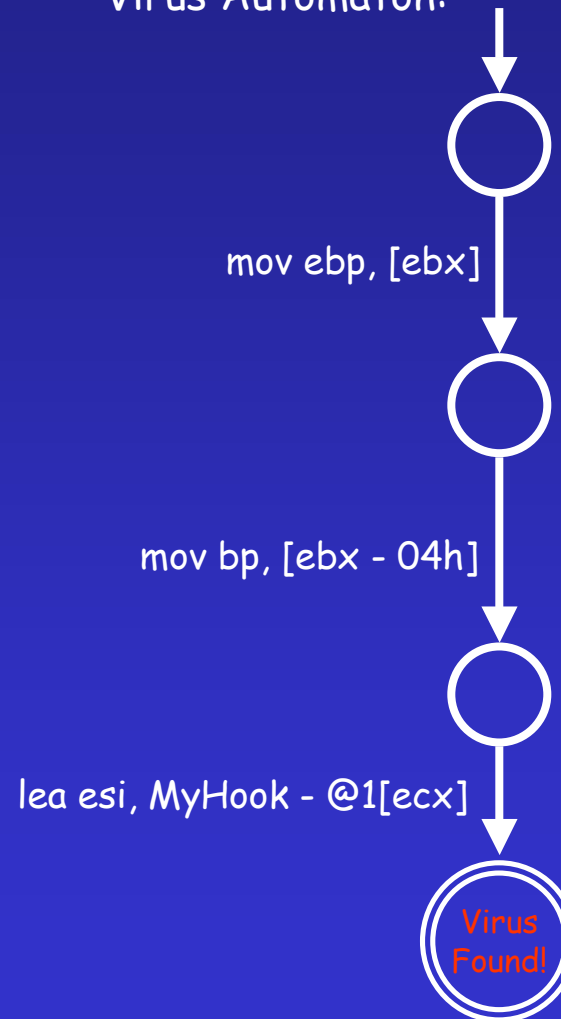 Virus Automaton:
mov ebp, [ebx]
mov bp, [ebx - 04h]
lea esi, MyHook - @1[ecx]
Virus
Found!